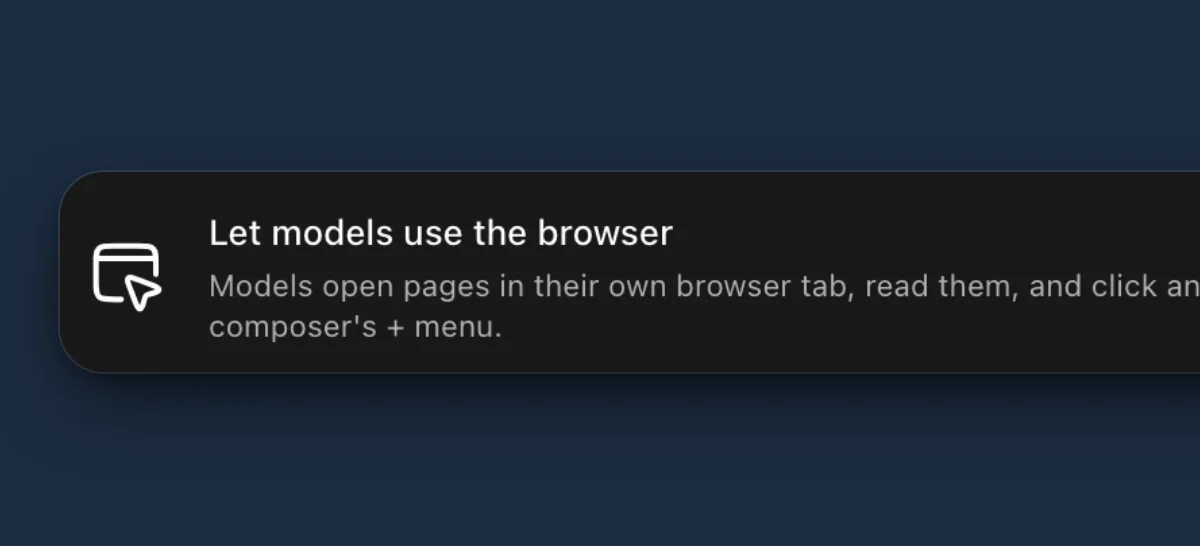 Let models use the browser
Models open pages in their own browser tab, read them, and click
composer's + menu.